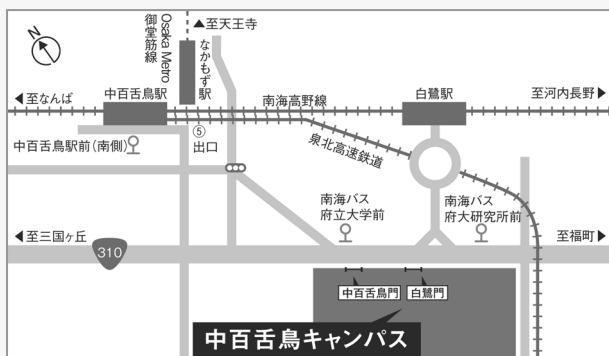 ▲至天王寺
Osaka Metro
御堂筋線
なかもず駅
◀至なんば
中百舌鳥駅
南海高野線
白鷺駅
至河内長野▶
⑤
出口
中百舌鳥駅前(南側)
泉北高速鉄道
南海バス
府立大学前
南海バス
府大研究所前
◀至三国ヶ丘
310
至福町▶
中百舌鳥門
白鷺門
中百舌鳥キャンパス
N